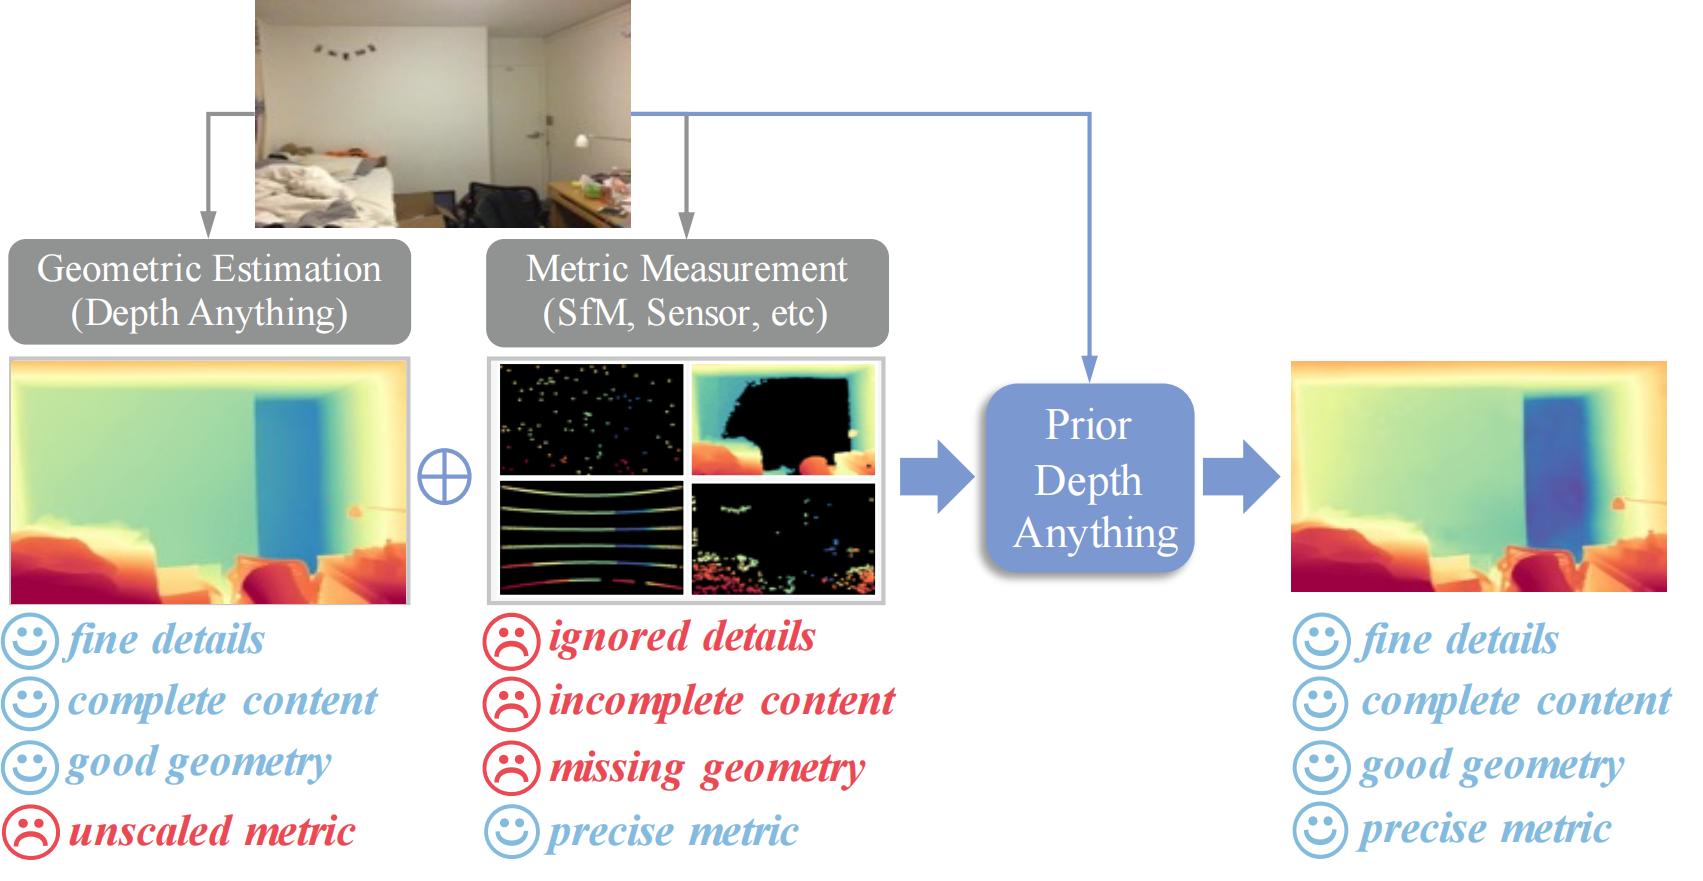 Geometric Estimation
(Depth Anything)
Metric Measurement
(SfM, Sensor, etc)
Prior
Depth
Anything
fine details
complete content
good geometry
unscaled metric
ignored details
incomplete content
missing geometry
precise metric
fine details
complete content
good geometry
precise metric